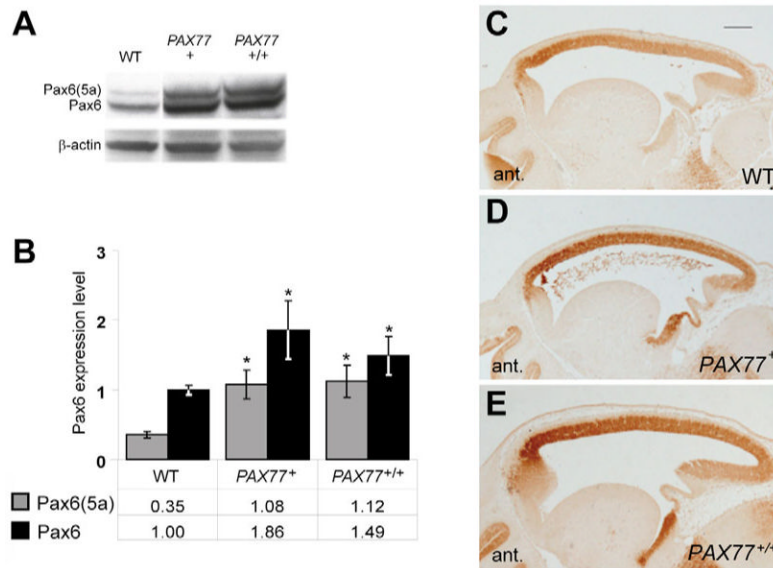 A
WT
PAX77
+
PAX77
+/+
Pax6(5a)
Pax6
β-actin
B
Pax6 expression level
3
2
1
0
*
*
*
*
WT
PAX77+
PAX77+/+
Pax6(5a)
0.35
1.08
1.12
Pax6
1.00
1.86
1.49
C
ant.
WT
D
ant.
PAX77+
E
ant.
PAX77+/+